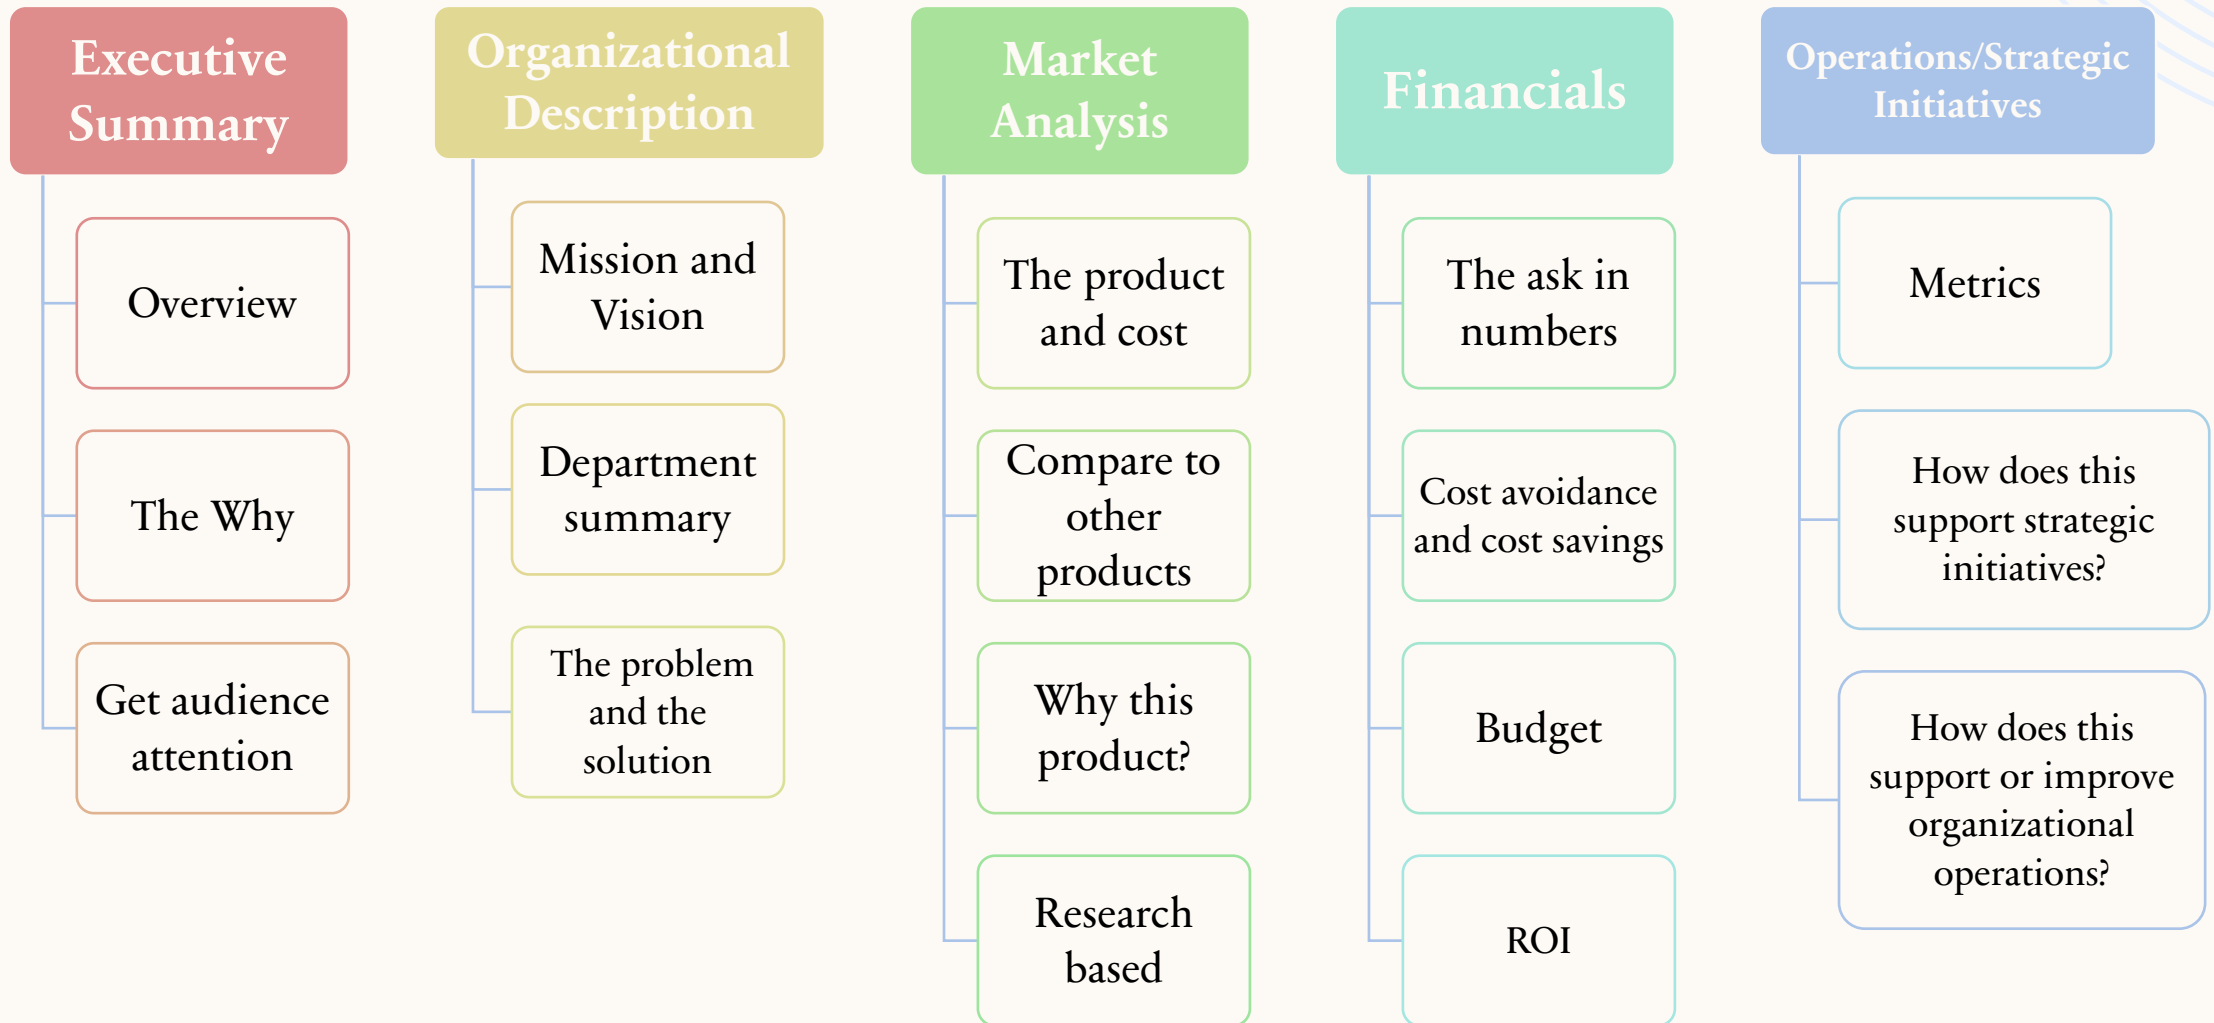 Executive
Summary
Overview
The Why
Get audience
attention
Organizational
Description
Mission and
Vision
Department
summary
The problem
and the
solution
Market
Analysis
The product
and cost
Compare to
other
products
Why this
product?
Research
based
Financials
The ask in
numbers
Cost avoidance
and cost savings
Budget
ROI
Operations/Strategic
Initiatives
Metrics
How does this
support strategic
initiatives?
How does this
support or improve
organizational
operations?